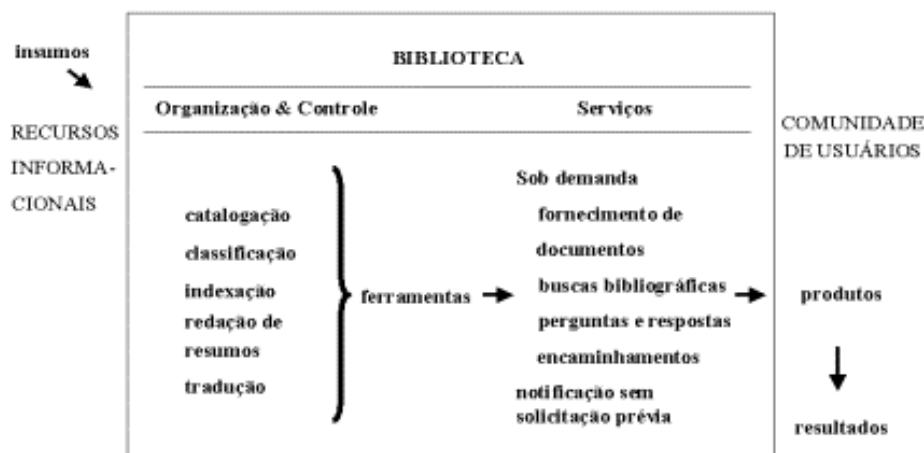 insumos
RECURSOS
INFORMA-
CIONAIS
BIBLIOTECA
Organização & Controle
catalogação
classificação
indexação
redação de
resumos
tradução
ferramentas
Serviços
Sob demanda
fornecimento de
documentos
buscas bibliográficas
perguntas e respostas
encaminhamentos
notificação sem
solicitação prévia
COMUNIDADE
DE USUÁRIOS
produtos
resultados